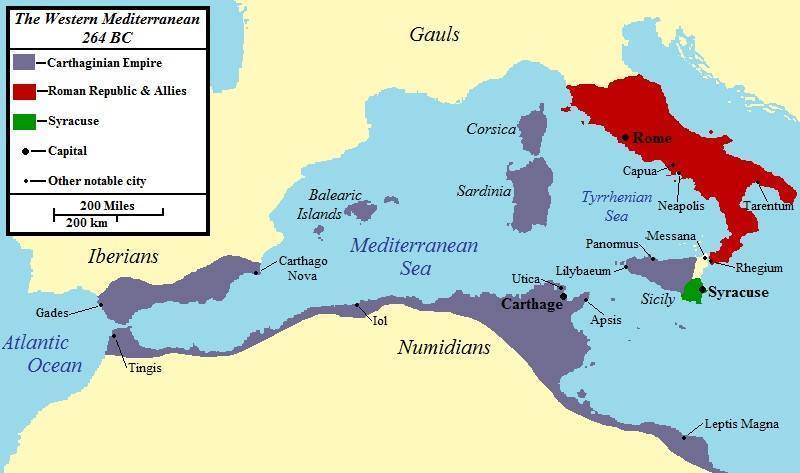 The Western Mediterranean
264 BC
Carthaginian Empire
Roman Republic & Allies
Syracuse
Capital
Other notable city
200 Miles
200 km
Gauls
Corsica
Rome
Capua
Sardinia
Tyrrhenian
Sea
Neapolis
Tarentum
Balearic
Islands
Mediterranean
Sea
Panomus
Messana
Iberians
Carthago
Nova
Lilybaeum
Rhegium
Utica
Carthage
Sicily
Syracuse
Gades
Apsis
Iol
Atlantic
Ocean
Numidians
Tingis
Leptis Magna